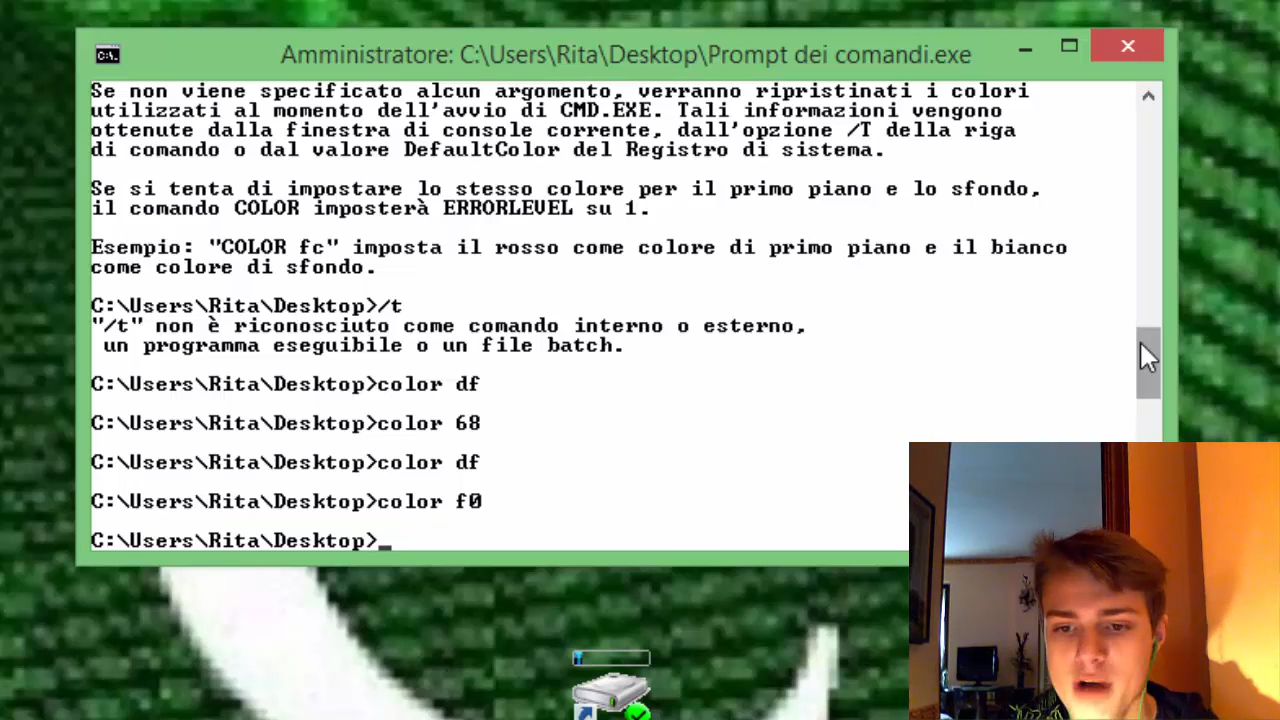 Amministratore: C:\Users\Rita\Desktop\Prompt dei comandi.exe
Se non viene specificato alcun argomento, verranno ripristinati i colori
utilizzati al momento dell'avvio di CMD.EXE. Tali informazioni vengono
ottenute dalla finestra di console corrente, dall'opzione /T della riga
di comando o dal valore DefaultColor del Registro di sistema.
Se si tenta di impostare lo stesso colore per il primo piano e lo sfondo,
il comando COLOR imposterà ERRORLEVEL su 1.
Esempio: "COLOR fc" imposta il rosso come colore di primo piano e il bianco
come colore di sfondo.
C:\Users\Rita\Desktop>/t
"/t" non è riconosciuto come comando interno o esterno,
un programma eseguibile o un file batch.
C:\Users\Rita\Desktop>color df
C:\Users\Rita\Desktop>color 68
C:\Users\Rita\Desktop>color df
C:\Users\Rita\Desktop>color f0
C:\Users\Rita\Desktop>_